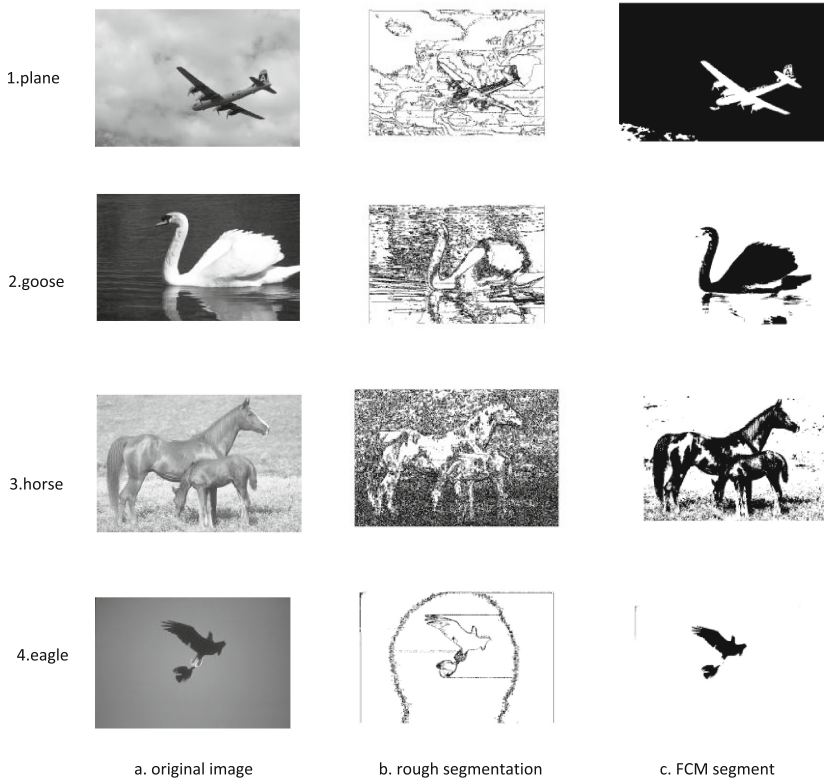 1.plane
2.goose
3.horse
4.eagle
a. original image b. rough segmentation c. FCM segment